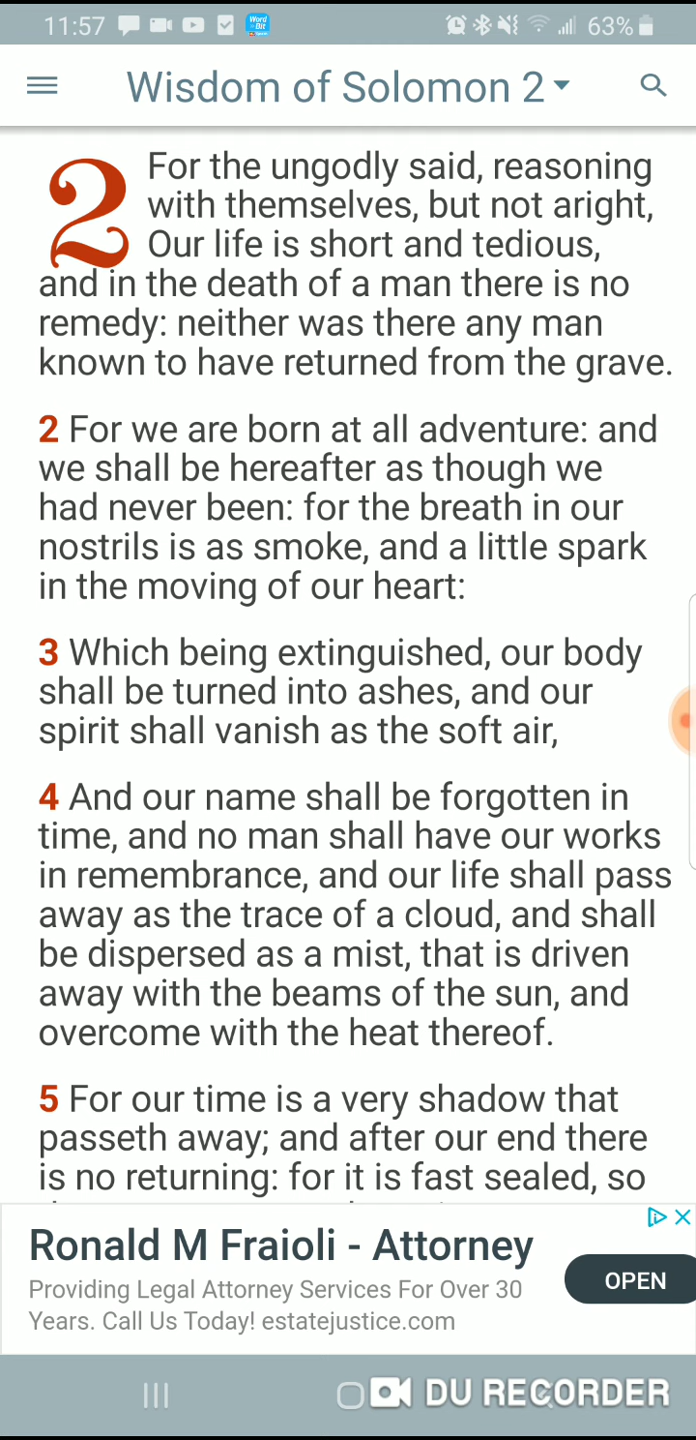 11:57
Word
Bit
63%
Wisdom of Solomon 2
2 For the ungodly said, reasoning
with themselves, but not aright,
Our life is short and tedious,
and in the death of a man there is no
remedy: neither was there any man
known to have returned from the grave.
2 For we are born at all adventure: and
we shall be hereafter as though we
had never been: for the breath in our
nostrils is as smoke, and a little spark
in the moving of our heart:
3 Which being extinguished, our body
shall be turned into ashes, and our
spirit shall vanish as the soft air,
4 And our name shall be forgotten in
time, and no man shall have our works
in remembrance, and our life shall pass
away as the trace of a cloud, and shall
be dispersed as a mist, that is driven
away with the beams of the sun, and
overcome with the heat thereof.
5 For our time is a very shadow that
passeth away; and after our end there
is no returning: for it is fast sealed, so
Ronald M Fraioli - Attorney
Providing Legal Attorney Services For Over 30
Years. Call Us Today! estatejustice.com
OPEN
DU RECORDER